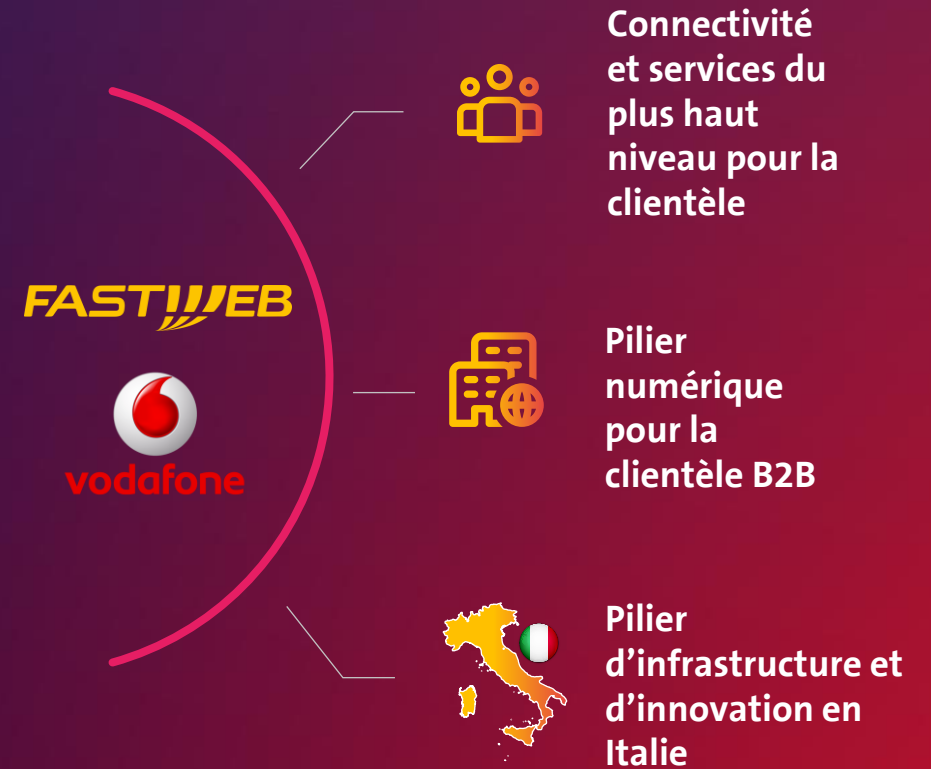 Connectivité
et services du
plus haut
niveau pour la
clientèle
FASTWEB
vodafone
Pilier
numérique
pour la
clientèle B2B
Pilier
d’infrastructure et
d’innovation en
Italie